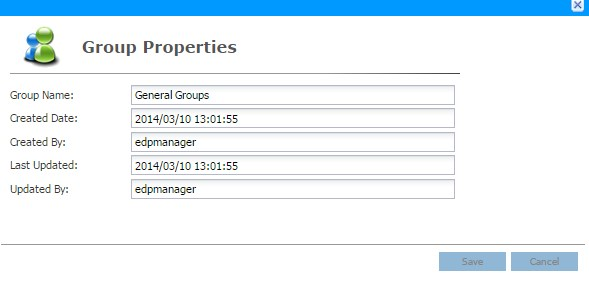 Group Properties
Group Name: General Groups
Created Date: 2014/03/10 13:01:55
Created By: edpmanager
Last Updated: 2014/03/10 13:01:55
Updated By: edpmanager
Save Cancel